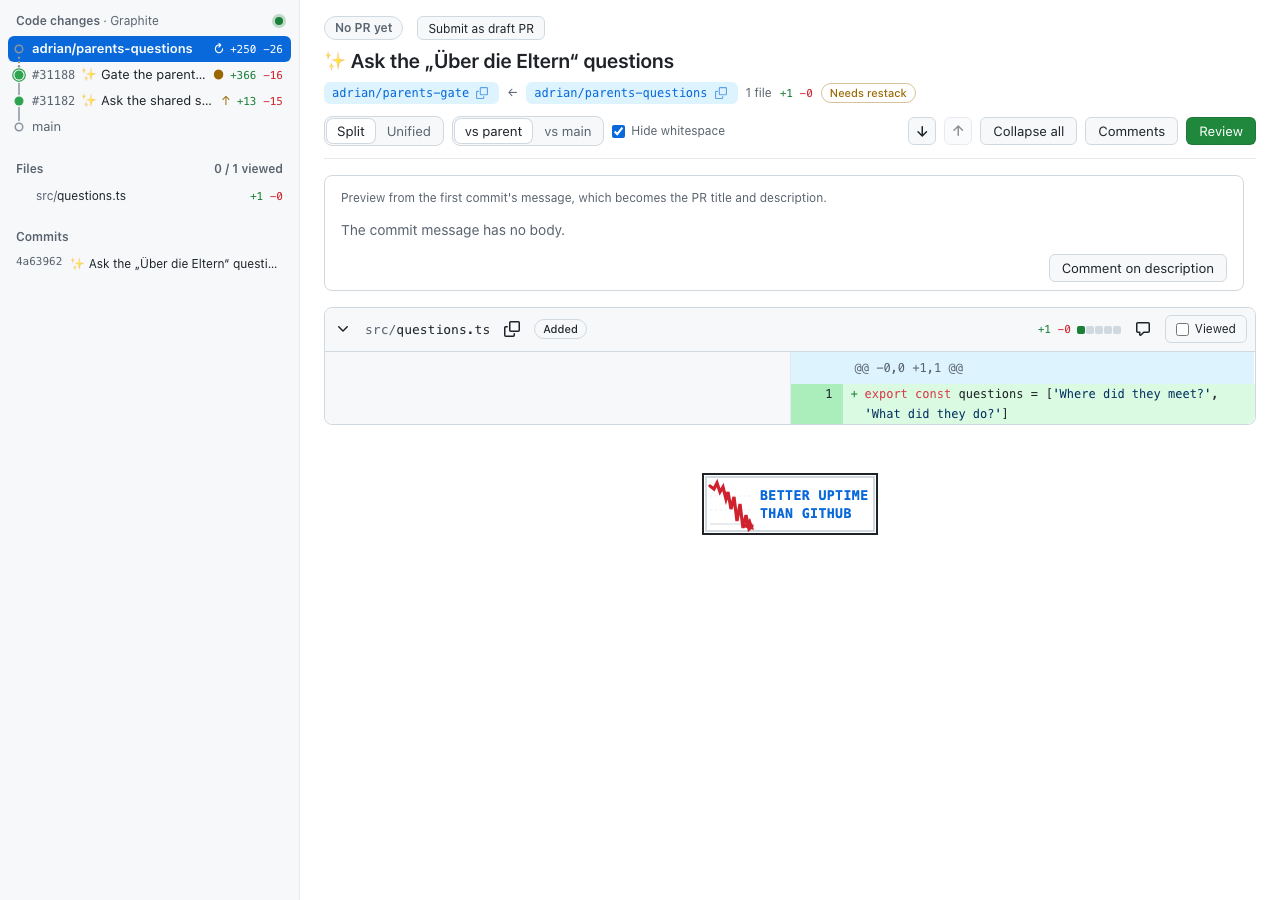 Code changes · Graphite
adrian/parents-questions ↻ +250 −26
#31188 ✨ Gate the parent... +366 −16
#31182 ✨ Ask the shared s... ↑ +13 −15
main
Files 0 / 1 viewed
src/questions.ts +1 −0
Commits
4a63962 ✨ Ask the „Über die Eltern“ questi...
No PR yet Submit as draft PR
✨ Ask the „Über die Eltern“ questions
adrian/parents-gate ← adrian/parents-questions 1 file +1 −0 Needs restack
Split Unified vs parent vs main Hide whitespace ↓ ↑ Collapse all Comments Review
Preview from the first commit's message, which becomes the PR title and description.
The commit message has no body.
Comment on description
src/questions.ts Added +1 −0 Viewed
@@ −0,0 +1,1 @@
1 + export const questions = ['Where did they meet?',
'What did they do?']
BETTER UPTIME
THAN GITHUB